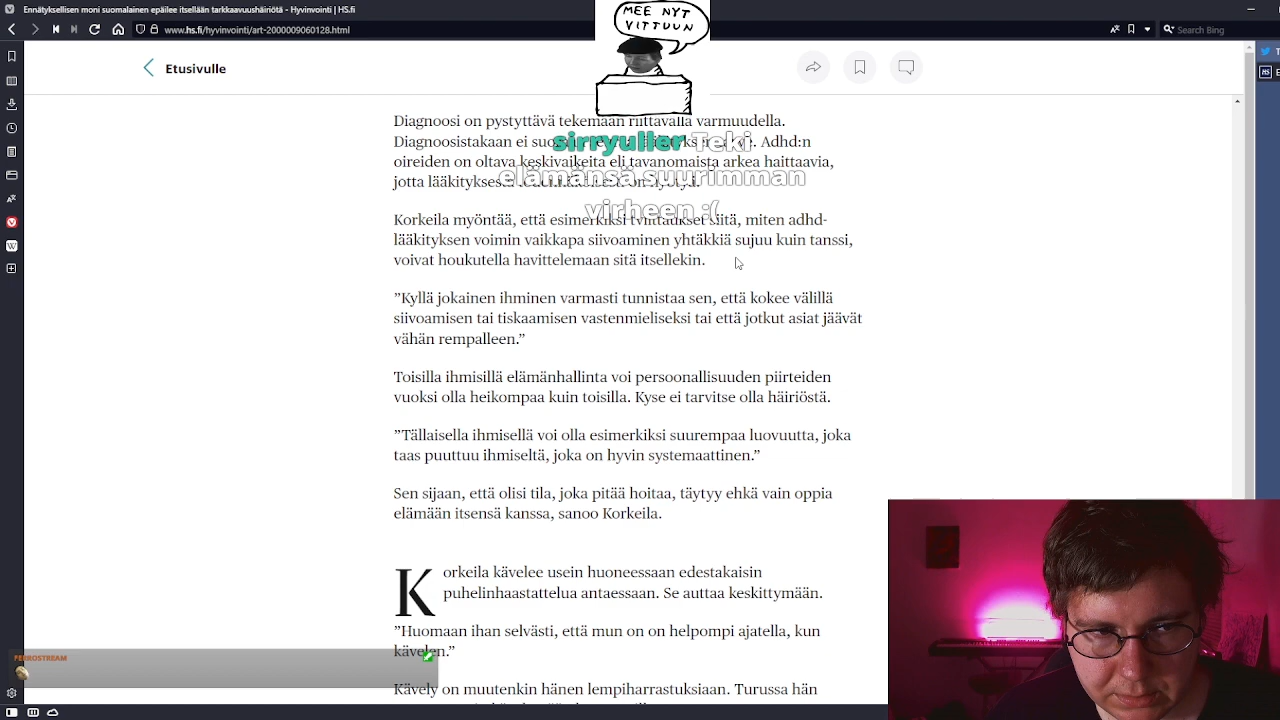 Ennätyksellisen moni suomalainen epäilee itsellään tarkkaavuushäiriötä - Hyvinvointi | HS.fi
www.hs.fi/hyvinvointi/art-2000009060128.html
Search Bing
MEE NYT
VITTUUN
Etusivulle
Diagnoosi on pystyttävä tekemään riittävällä varmuudella.
sirryuller Teki
Diagnoosistakaan ei Adhd:n
oireiden on oltava keskivaikeita eli tavanomaista arkea haittaavia,
elämänsä suurimman
jotta
virheen :(
Korkeila myöntää, että esimerkiksi tviittaukset siitä, miten adhd-
lääkityksen voimin vaikkapa siivoaminen yhtäkkiä sujuu kuin tanssi,
voivat houkutella havittelemaan sitä itsellekin.
”Kyllä jokainen ihminen varmasti tunnistaa sen, että kokee välillä
siivoamisen tai tiskaamisen vastenmieliseksi tai että jotkut asiat jäävät
vähän rempalleen.”
Toisilla ihmisillä elämänhallinta voi persoonallisuuden piirteiden
vuoksi olla heikompaa kuin toisilla. Kyse ei tarvitse olla häiriöstä.
”Tällaisella ihmisellä voi olla esimerkiksi suurempaa luovuutta, joka
taas puuttuu ihmiseltä, joka on hyvin systemaattinen.”
Sen sijaan, että olisi tila, joka pitää hoitaa, täytyy ehkä vain oppia
elämään itsensä kanssa, sanoo Korkeila.
Korkeila kävelee usein huoneessaan edestakaisin
puhelinhaastattelua antaessaan. Se auttaa keskittymään.
”Huomaan ihan selvästi, että mun on on helpompi ajatella, kun
kävelen.”
Kävely on muutenkin hänen lempiharrastuksiaan. Turussa hän